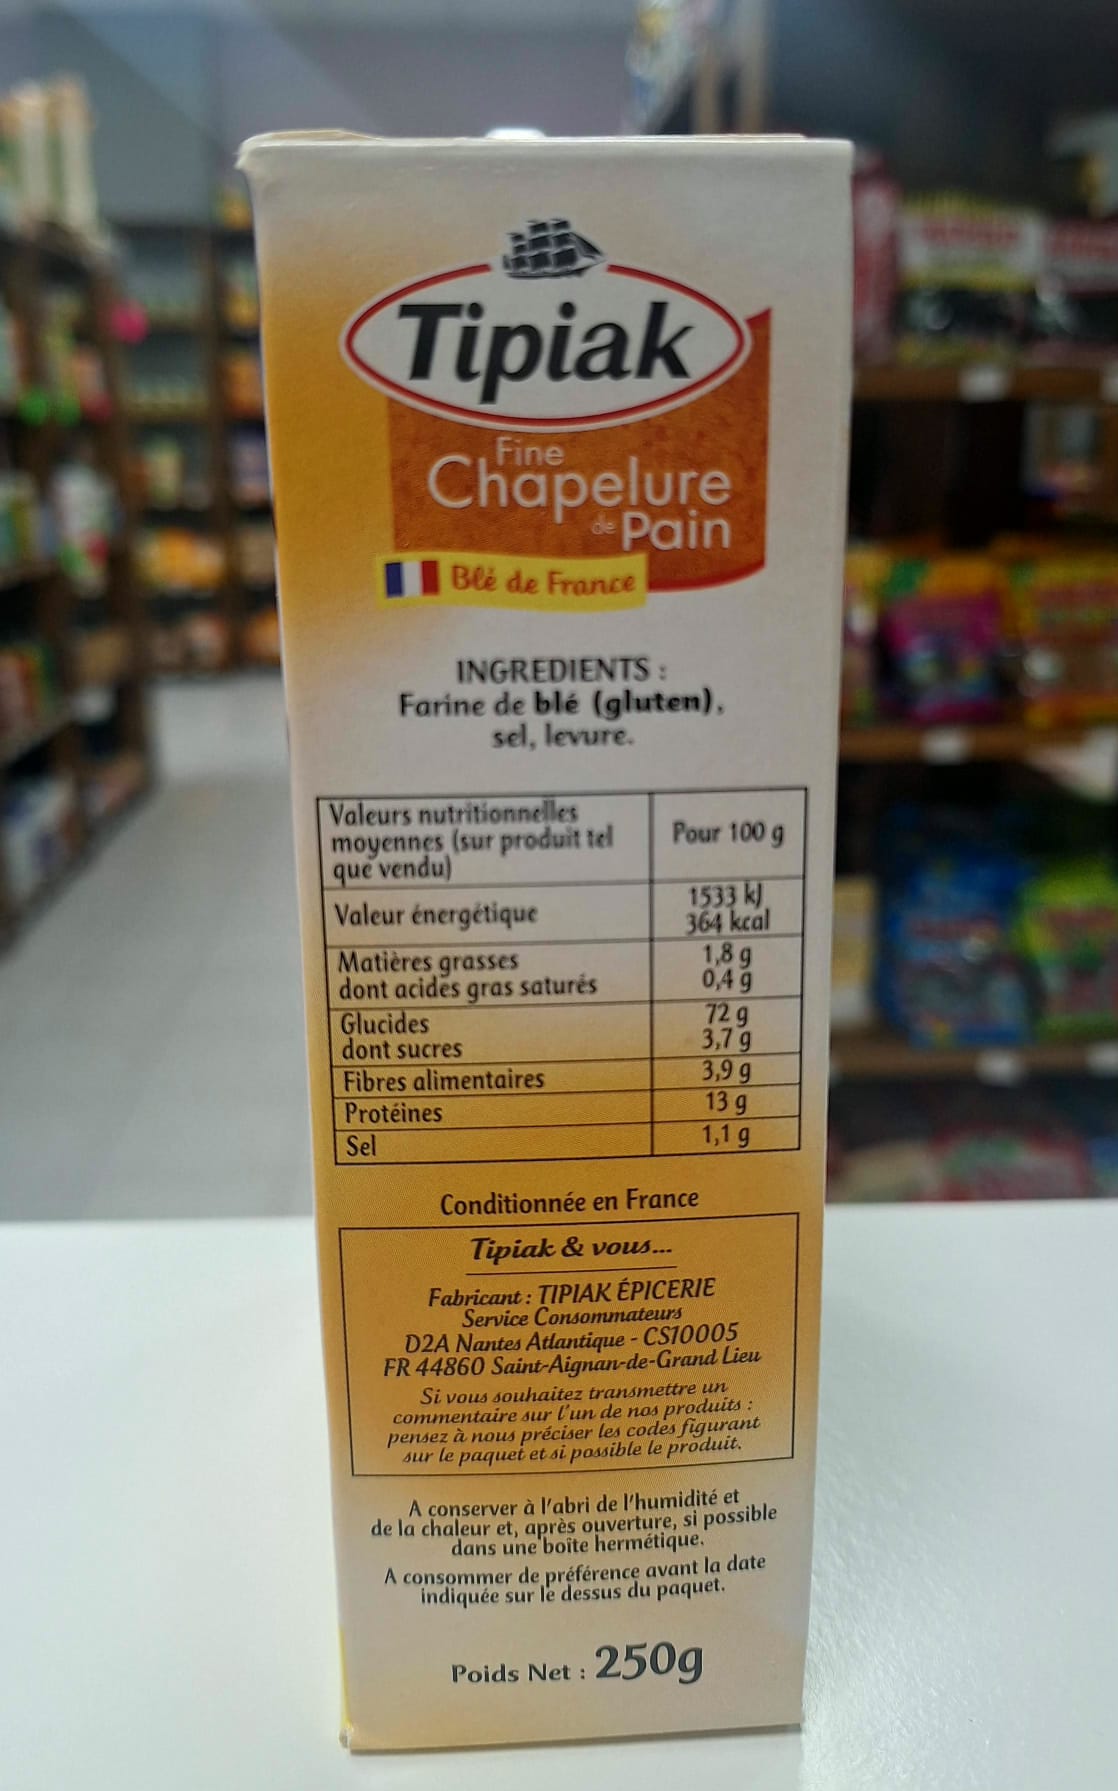 Tipiak
Fine
Chapelure
de Pain
Blé de France
INGREDIENTS :
Farine de blé (gluten),
sel, levure.
Valeurs nutritionnelles
moyennes (sur produit tel
que vendu)
Pour 100 g
Valeur énergétique
1533 kJ
364 kcal
Matières grasses
1,8 g
dont acides gras saturés
0,4 g
Glucides
72 g
dont sucres
3,7 g
Fibres alimentaires
3,9 g
Protéines
13 g
Sel
1,1 g
Conditionnée en France
Tipiak & vous...
Fabricant : TIPIAK ÉPICERIE
Service Consommateurs
D2A Nantes Atlantique - CS10005
FR 44860 Saint-Aignan-de-Grand Lieu
Si vous souhaitez transmettre un
commentaire sur l'un de nos produits :
pensez à nous préciser les codes figurant
sur le paquet et si possible le produit.
A conserver à l'abri de l'humidité et
de la chaleur et, après ouverture, si possible
dans une boîte hermétique.
A consommer de préférence avant la date
indiquée sur le dessus du paquet.
Poids Net : 250g